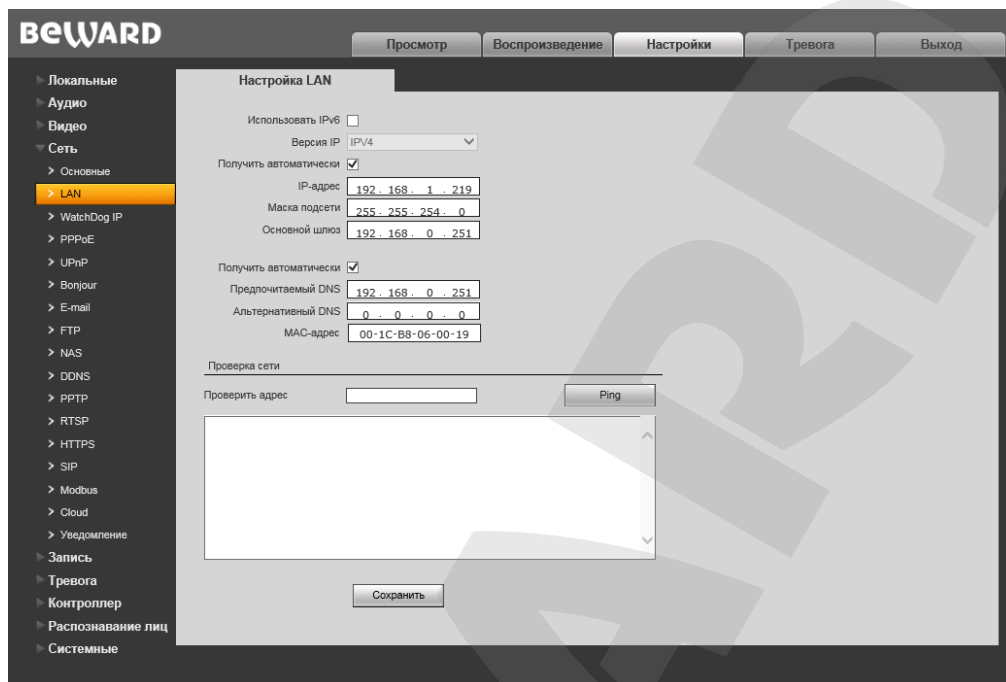 BEWARD
Просмотр Воспроизведение Настройки Тревога Выход
Локальные
Аудио
Видео
Сеть
Основные
LAN
WatchDog IP
PPPoE
UPnP
Bonjour
E-mail
FTP
NAS
DDNS
PPTP
RTSP
HTTPS
SIP
Modbus
Cloud
Уведомление
Запись
Тревога
Контроллер
Распознавание лиц
Системные
Настройка LAN
Использовать IPv6
Версия IP IPV4
Получить автоматически
IP-адрес 192 . 168 . 1 . 219
Маска подсети 255 . 255 . 254 . 0
Основной шлюз 192 . 168 . 0 . 251
Получить автоматически
Предпочитаемый DNS 192 . 168 . 0 . 251
Альтернативный DNS 0 . 0 . 0 . 0
MAC-адрес 00-1C-B8-06-00-19
Проверка сети
Проверить адрес Ping
Сохранить
ARD